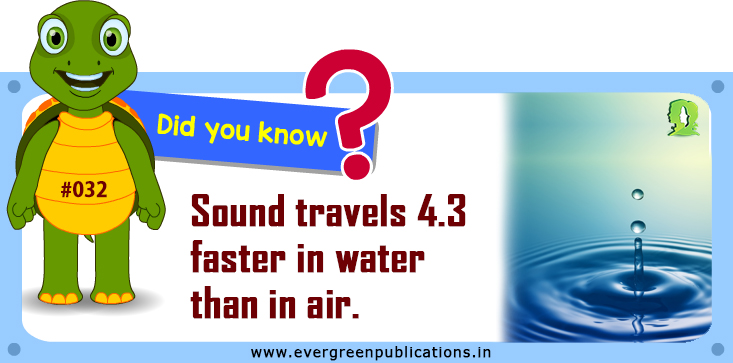 Did you know
?
#032
Sound travels 4.3
faster in water
than in air.
www.evergreenpublications.in